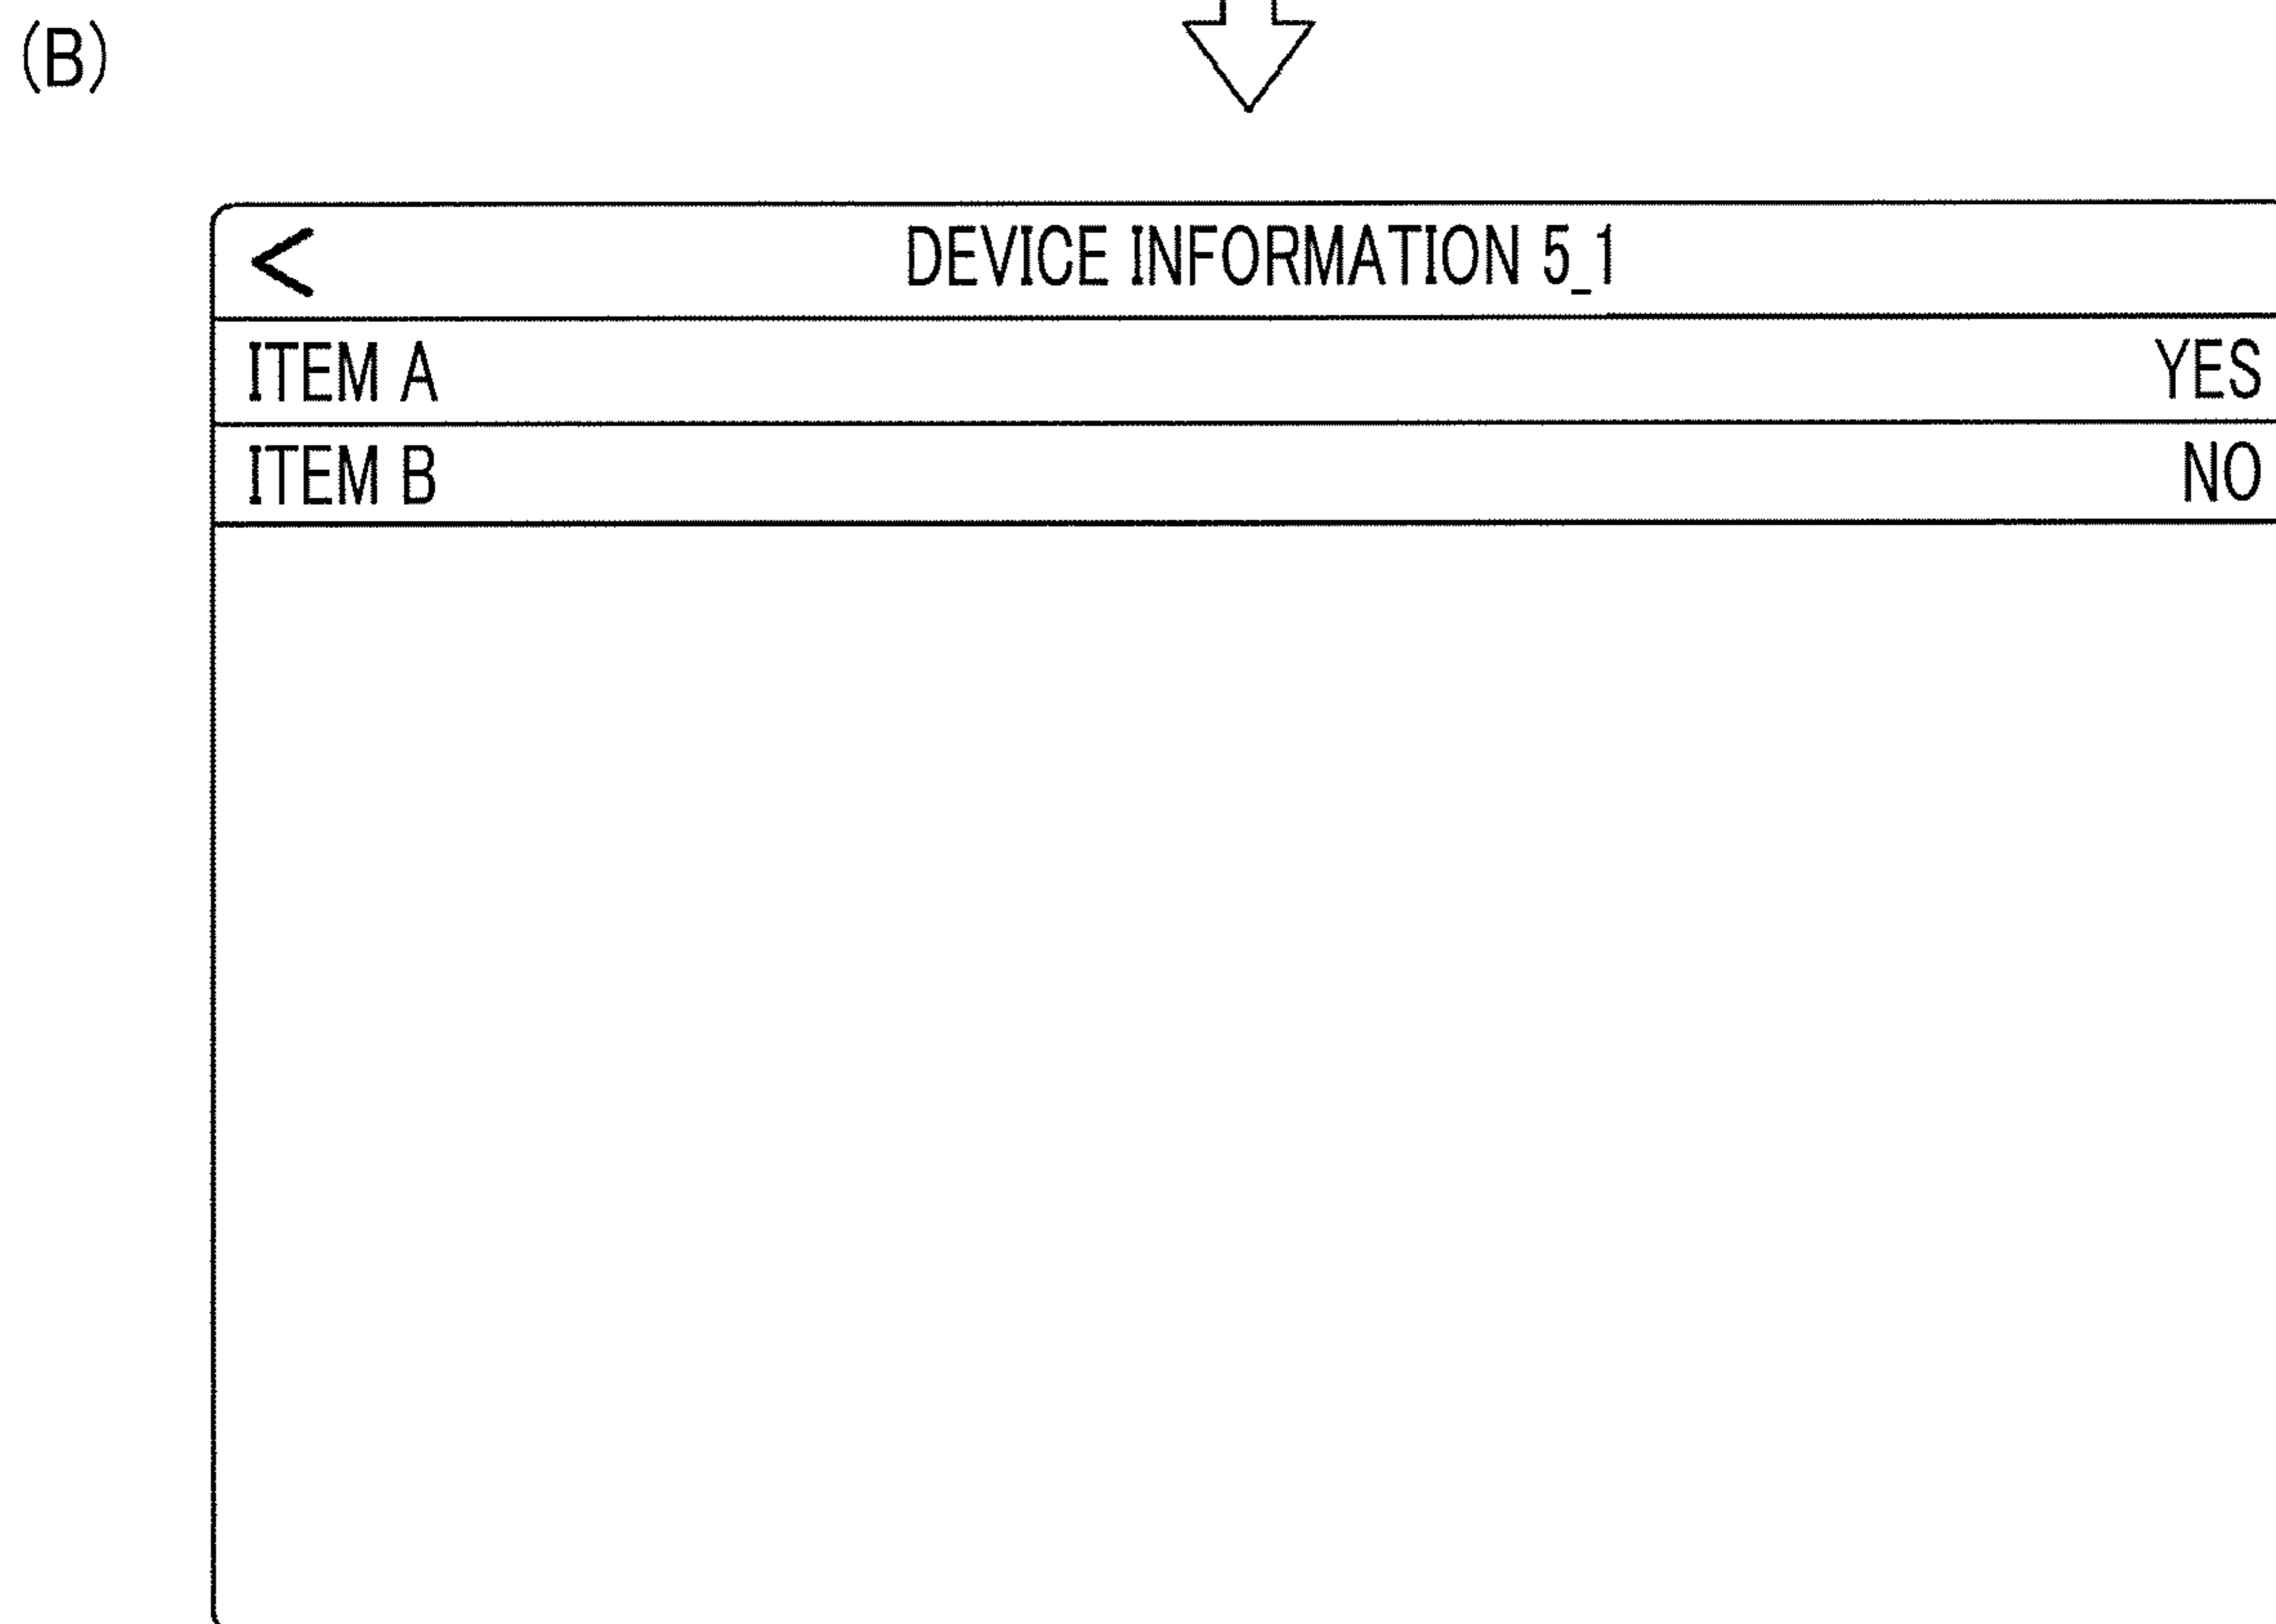 (B)
< DEVICE INFORMATION 5_1
ITEM A YES
ITEM B NO